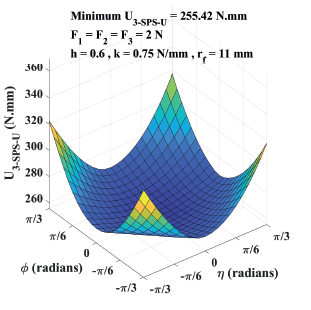 Minimum U3-SPS-U = 255.42 N.mm
F1 = F2 = F3 = 2 N
h = 0.6 , k = 0.75 N/mm , rf = 11 mm
360
340
320
300
280
260
U3-SPS-U (N.mm)
π/3
π/6
0
-π/6
-π/3
ϕ (radians)
-π/3
-π/6
0
π/6
π/3
η (radians)